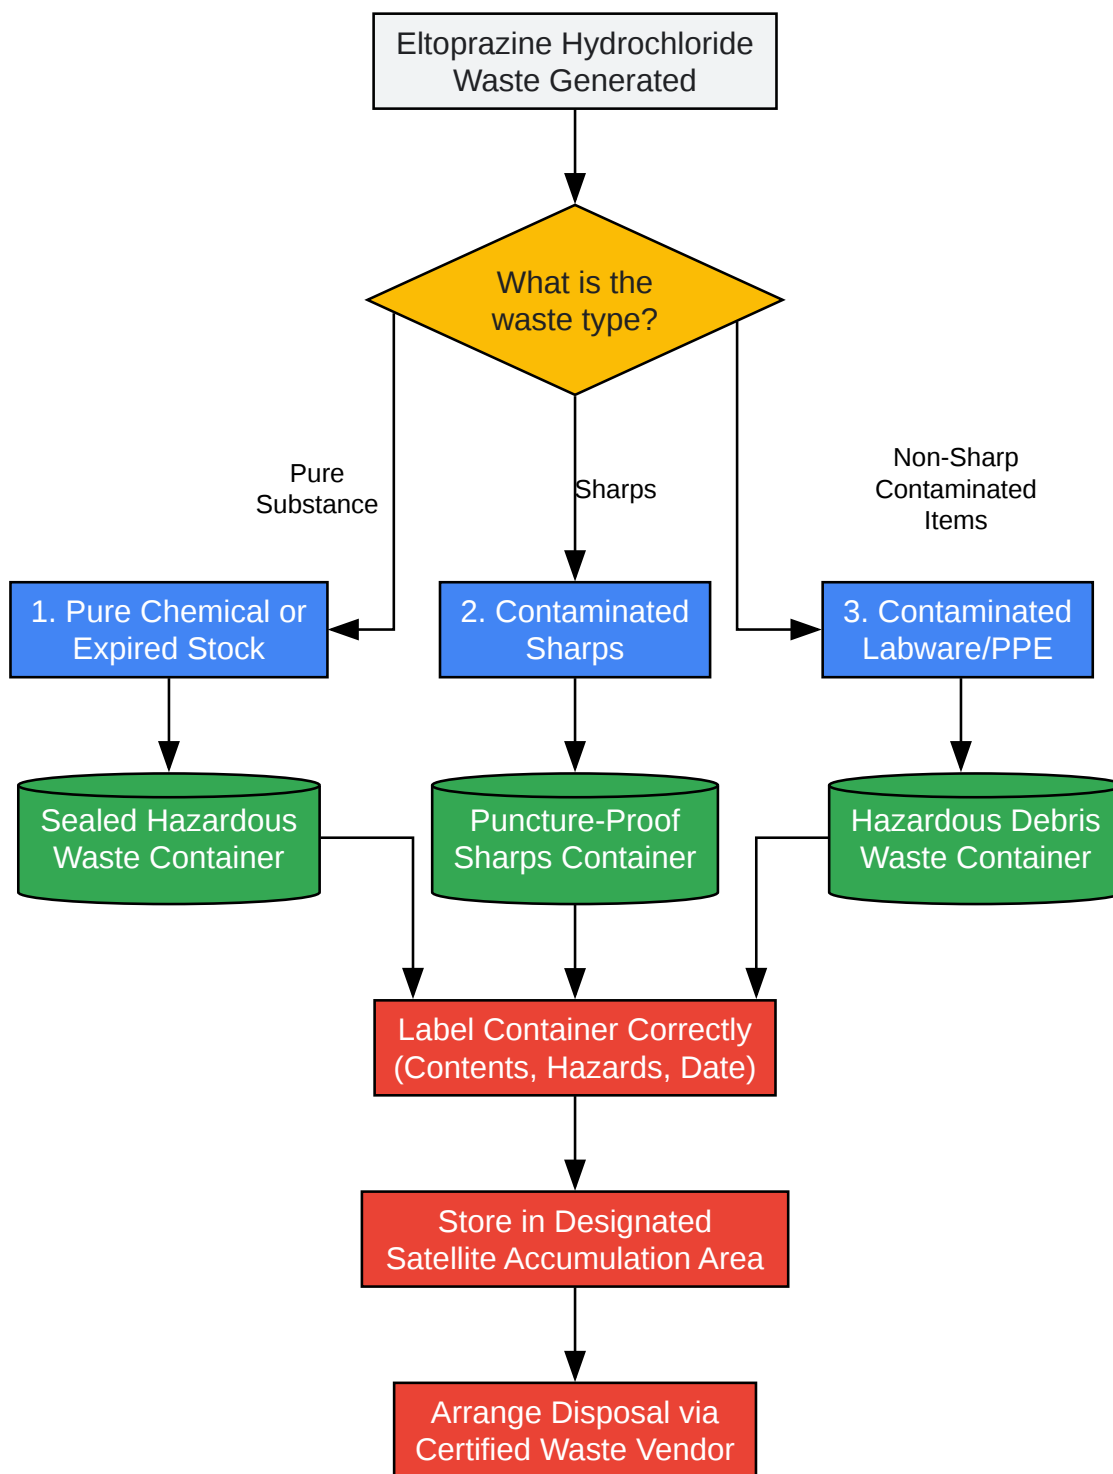 Eltoprazine Hydrochloride
Waste Generated
What is the
waste type?
Pure
Substance
Sharps
Non-Sharp
Contaminated
Items
1. Pure Chemical or
Expired Stock
2. Contaminated
Sharps
3. Contaminated
Labware/PPE
Sealed Hazardous
Waste Container
Puncture-Proof
Sharps Container
Hazardous Debris
Waste Container
Label Container Correctly
(Contents, Hazards, Date)
Store in Designated
Satellite Accumulation Area
Arrange Disposal via
Certified Waste Vendor